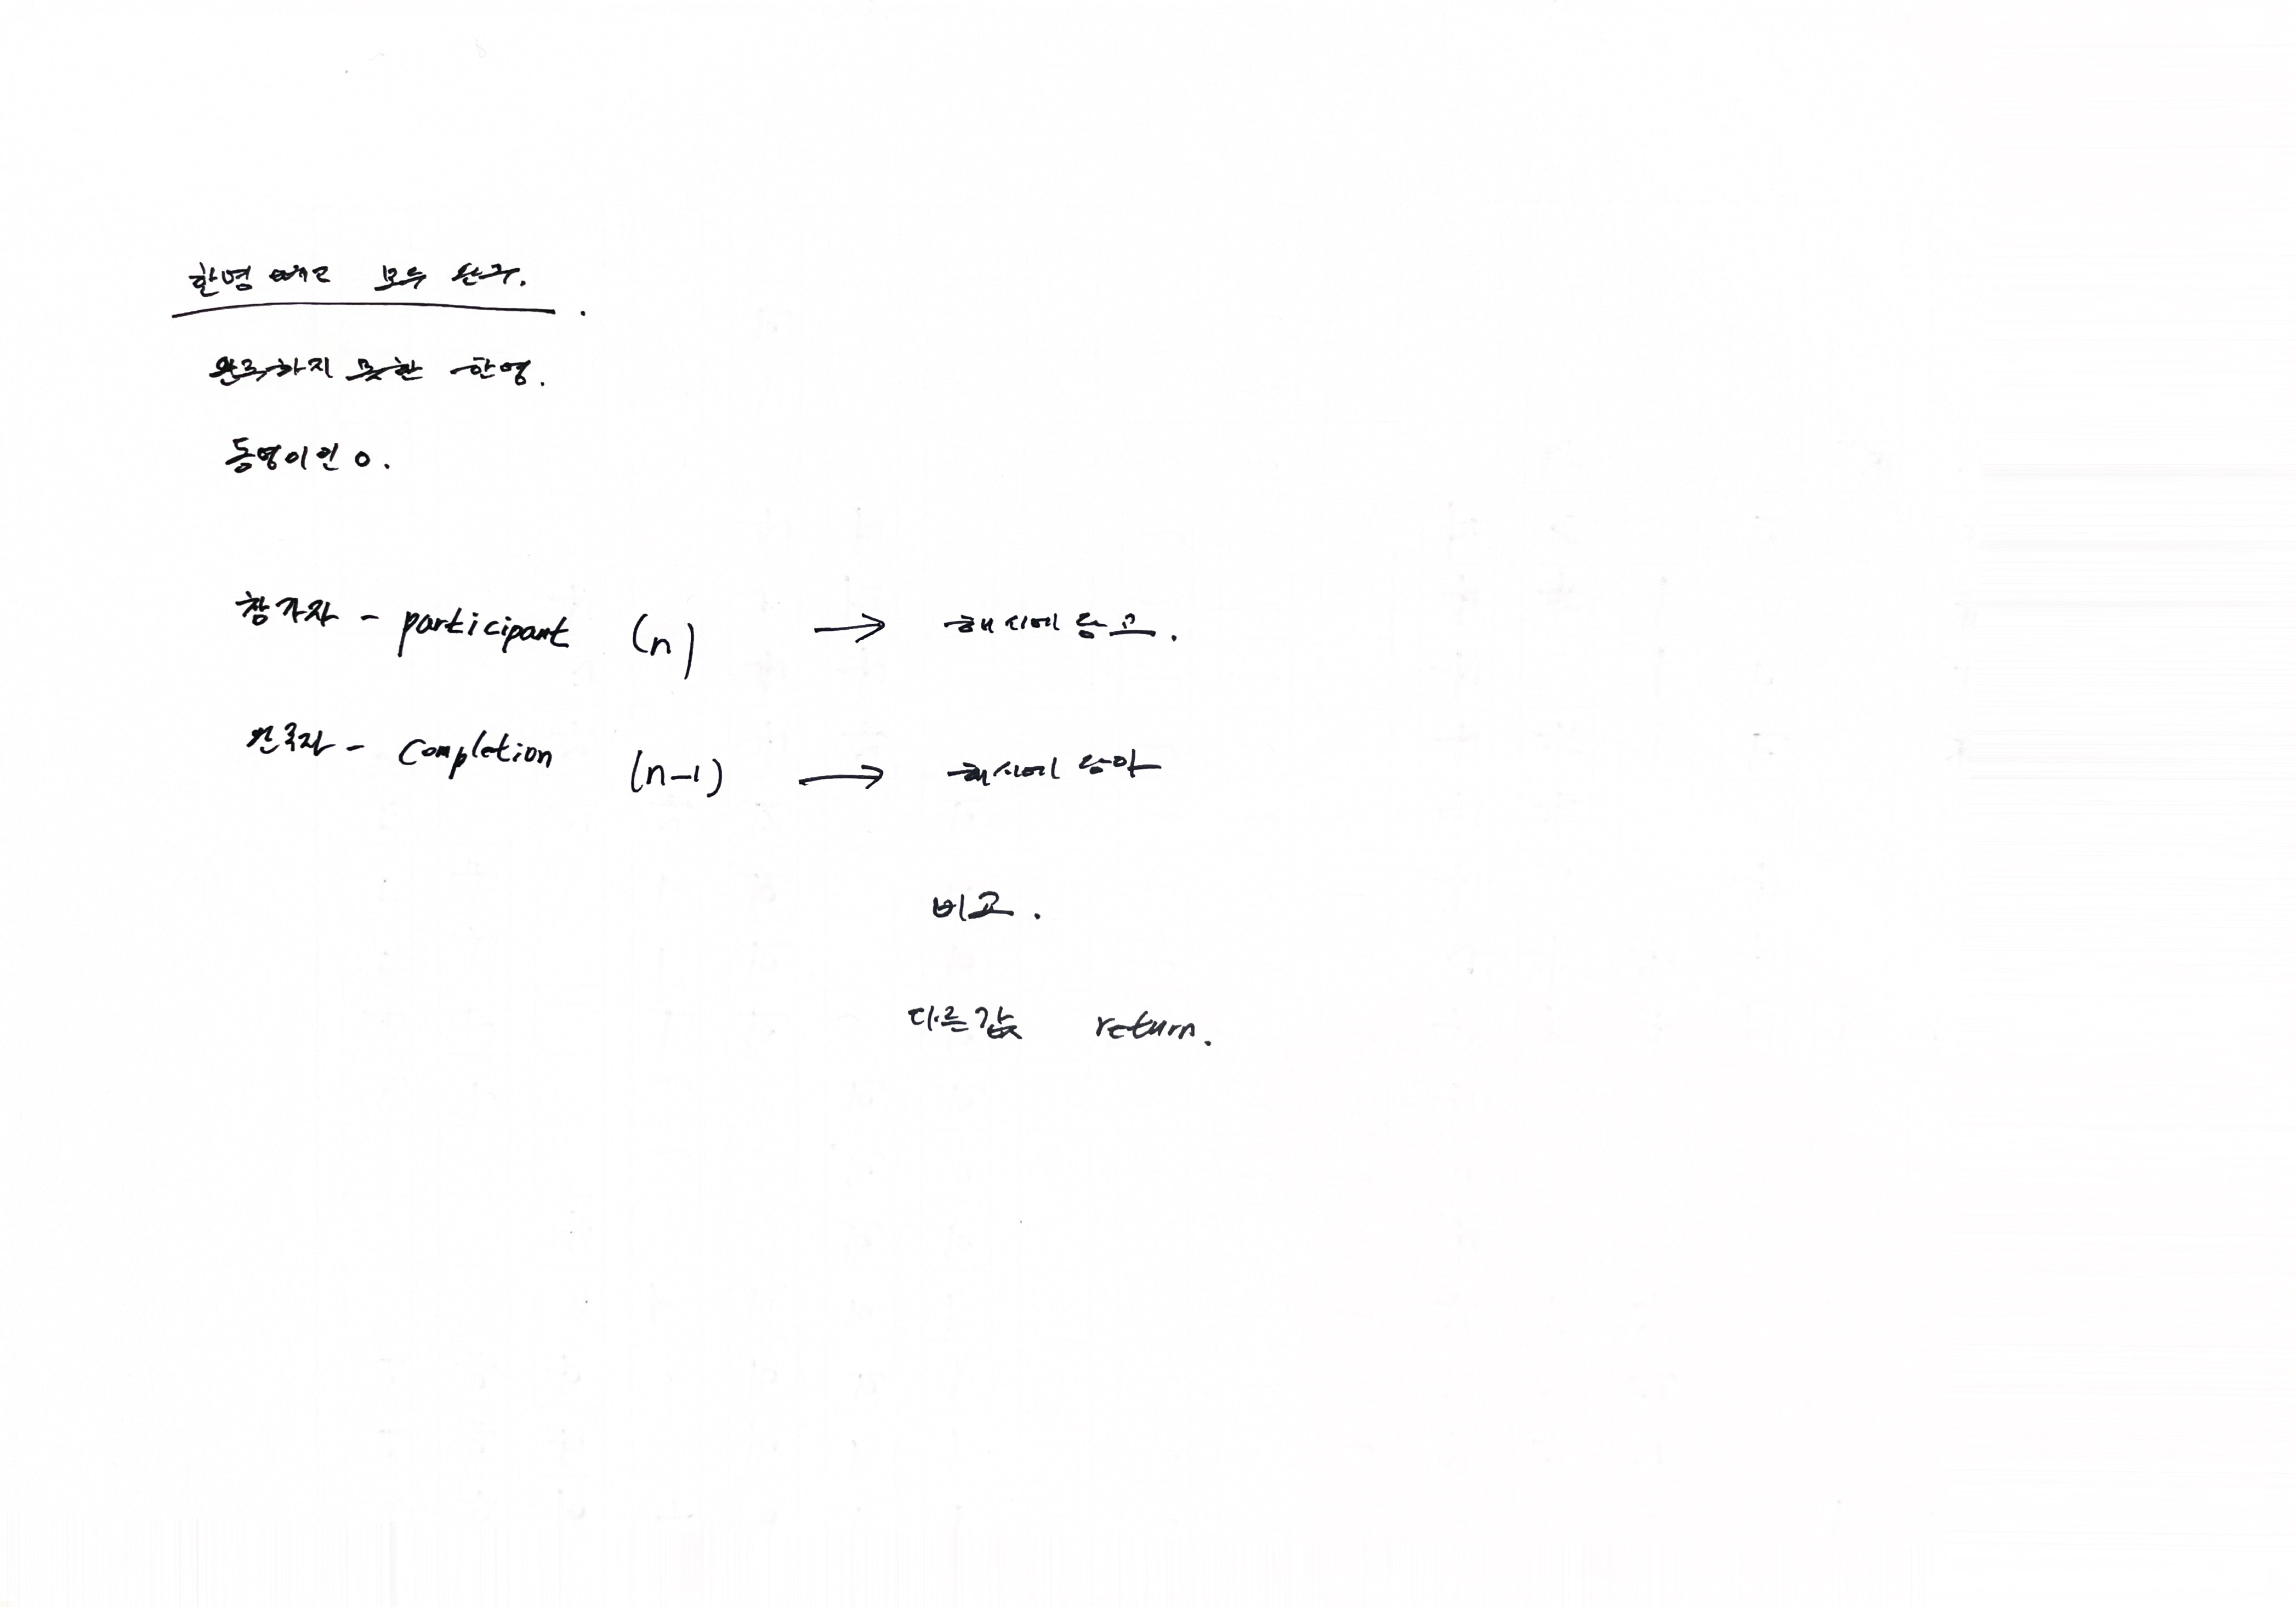 한명 빼고 모두 완주.
완주하지 못한 한명.
동명이인 O.
참가자 - participant (n) → 해시에 담고.
완주자 - completion (n-1) → 해시에 담아
비교.
다른값 return.